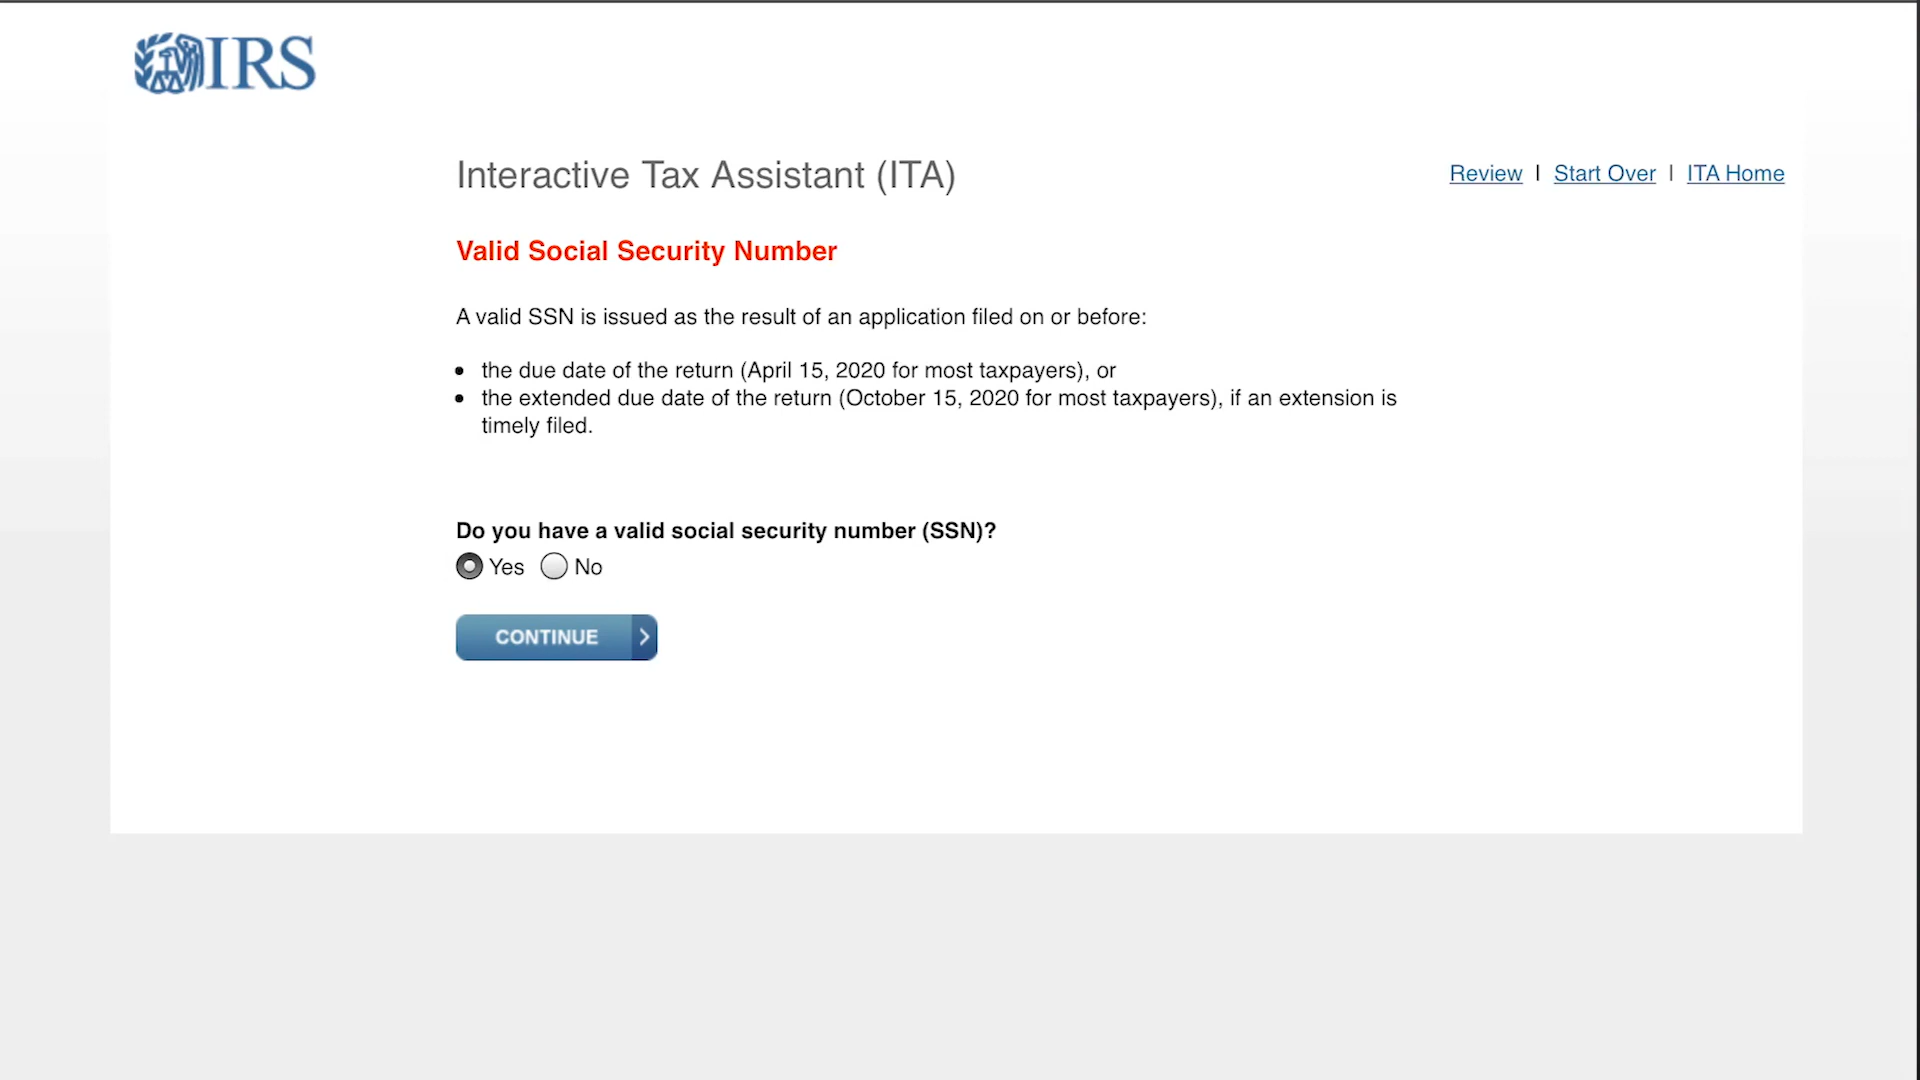 IRS
Interactive Tax Assistant (ITA)
Review | Start Over | ITA Home
Valid Social Security Number
A valid SSN is issued as the result of an application filed on or before:
• the due date of the return (April 15, 2020 for most taxpayers), or
• the extended due date of the return (October 15, 2020 for most taxpayers), if an extension is
timely filed.
Do you have a valid social security number (SSN)?
Yes No
CONTINUE >